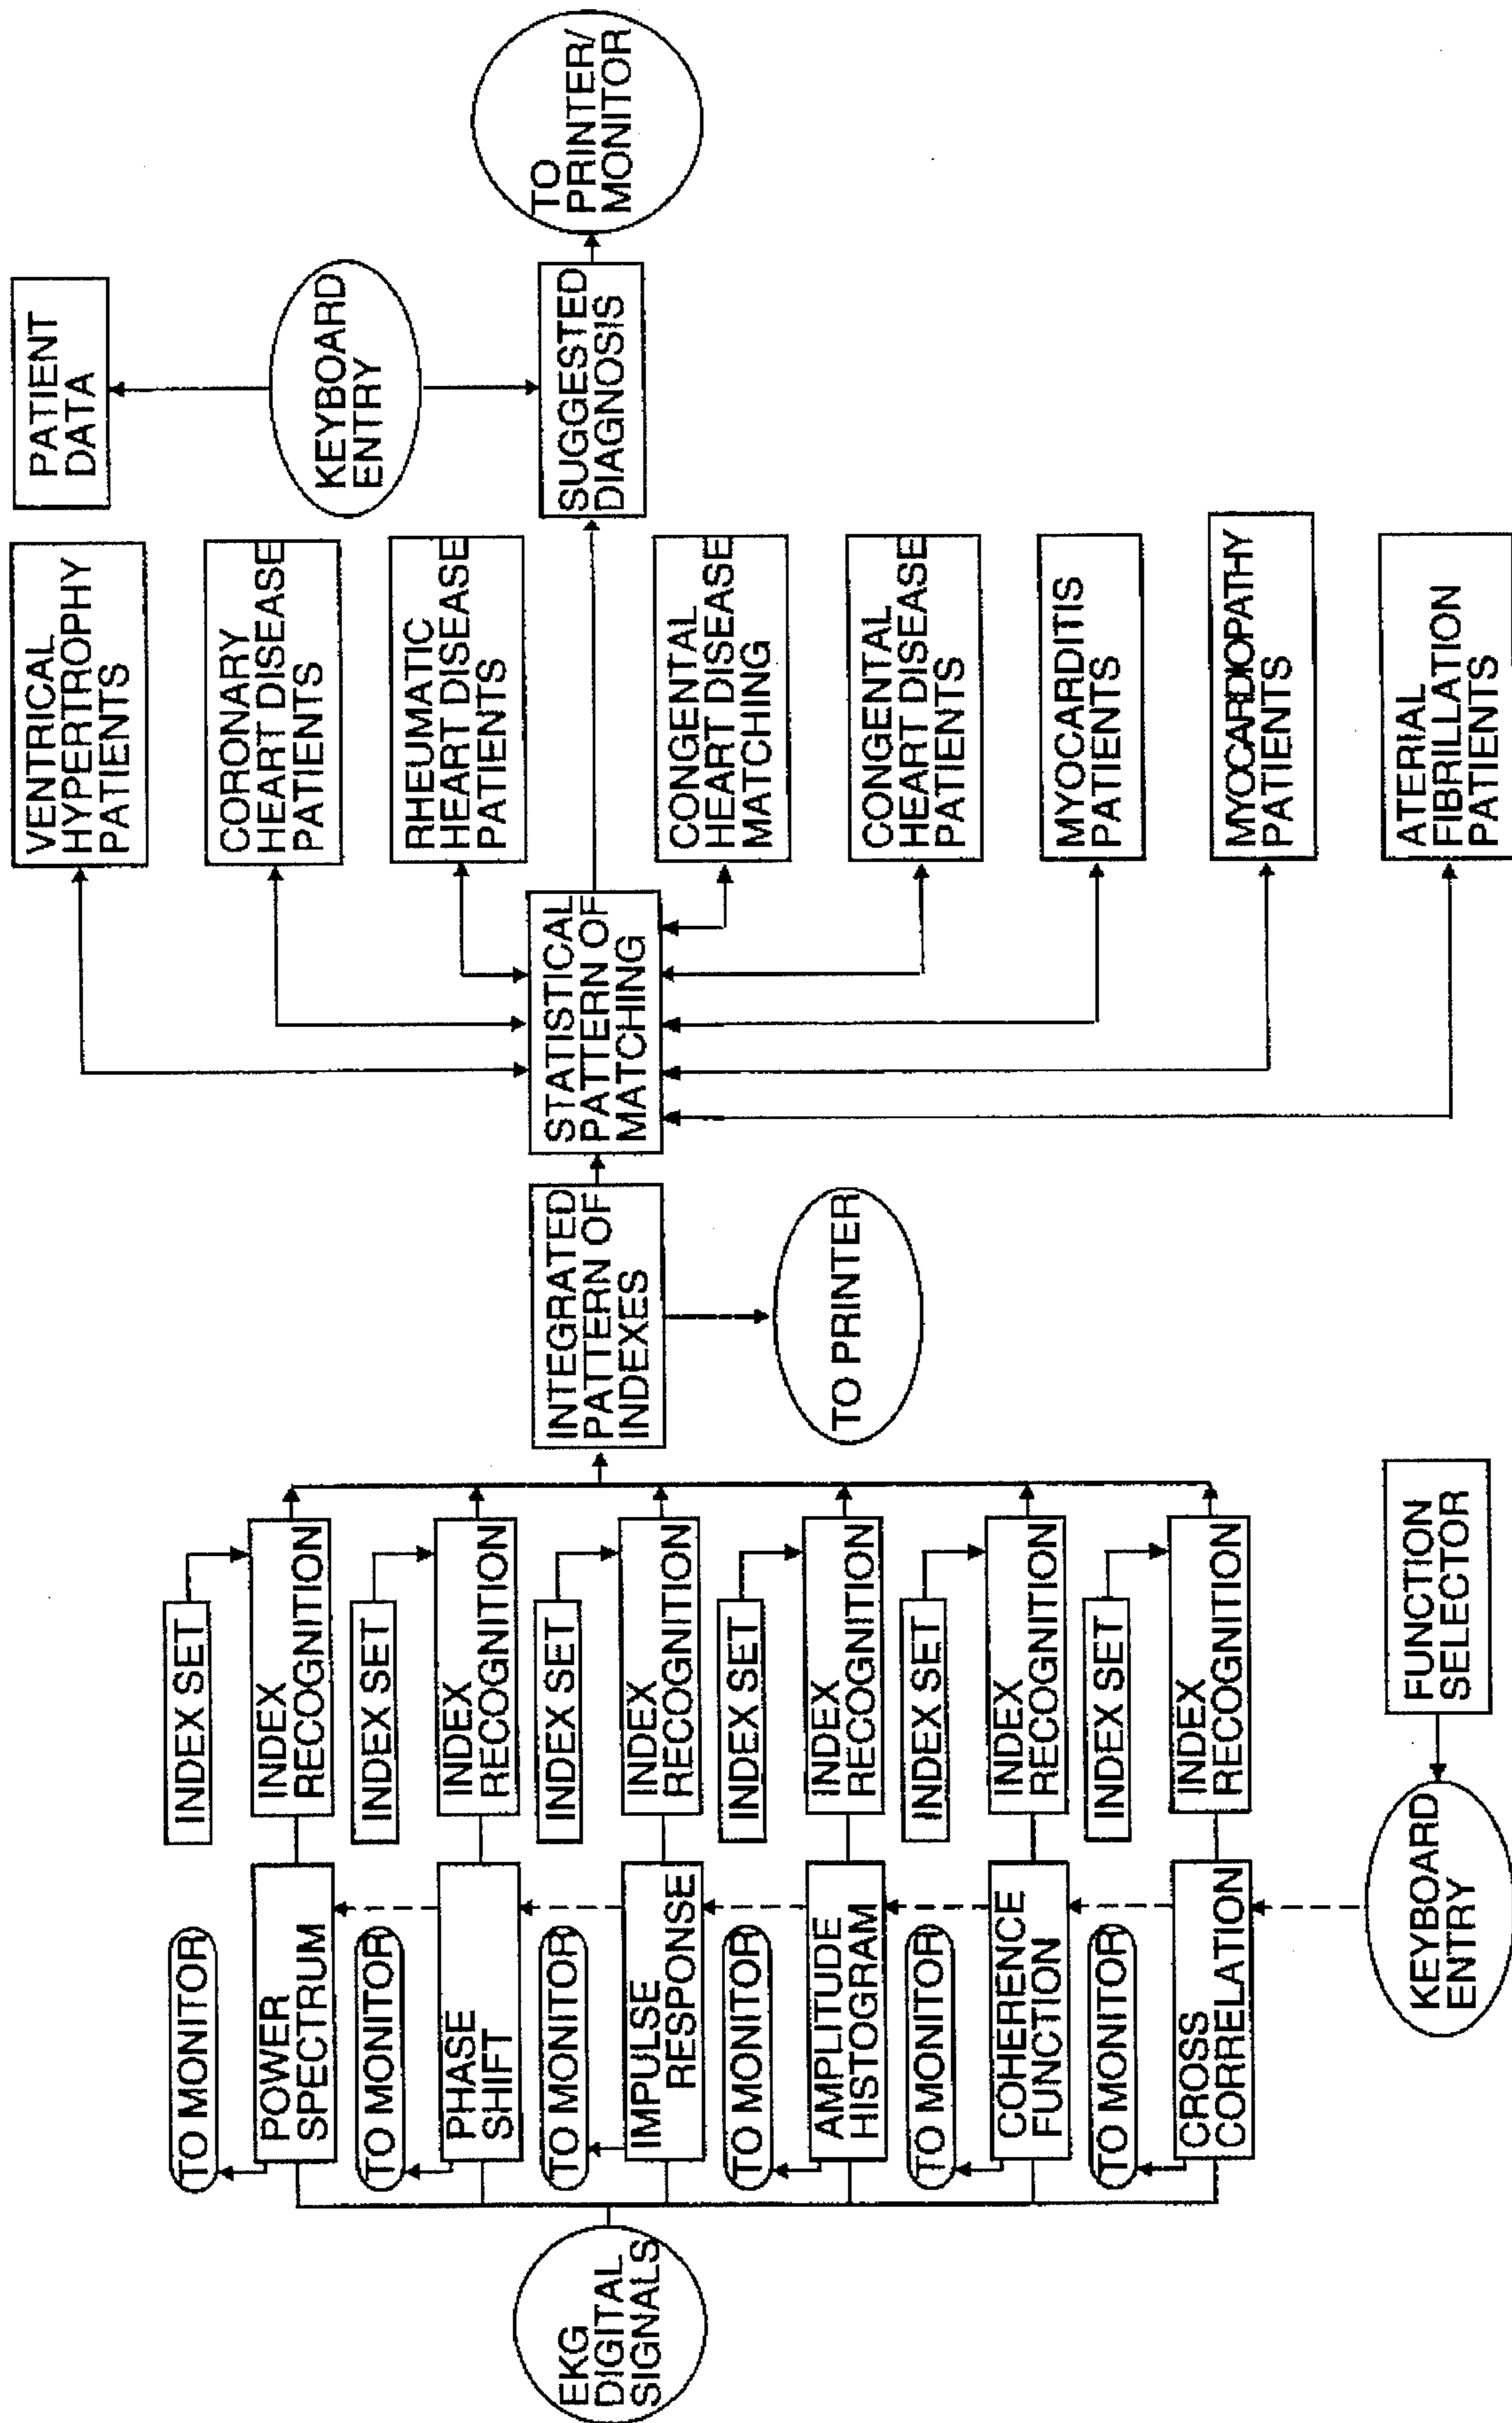 EKG
DIGITAL
SIGNALS
TO MONITOR
POWER
SPECTRUM
TO MONITOR
PHASE
SHIFT
TO MONITOR
IMPULSE
RESPONSE
TO MONITOR
AMPLITUDE
HISTOGRAM
TO MONITOR
COHERENCE
FUNCTION
TO MONITOR
CROSS
CORRELATION
KEYBOARD
ENTRY
INDEX SET
INDEX
RECOGNITION
INDEX SET
INDEX
RECOGNITION
INDEX SET
INDEX
RECOGNITION
INDEX SET
INDEX
RECOGNITION
INDEX SET
INDEX
RECOGNITION
INDEX SET
INDEX
RECOGNITION
FUNCTION
SELECTOR
INTEGRATED
PATTERN OF
INDEXES
TO PRINTER
STATISTICAL
PATTERN OF
MATCHING
VENTRICAL
HYPERTROPHY
PATIENTS
CORONARY
HEART DISEASE
PATIENTS
RHEUMATIC
HEART DISEASE
PATIENTS
CONGENTAL
HEART DISEASE
MATCHING
CONGENTAL
HEART DISEASE
PATIENTS
MYOCARDITIS
PATIENTS
MYOCARDIOPATHY
PATIENTS
ATERIAL
FIBRILLATION
PATIENTS
PATIENT
DATA
KEYBOARD
ENTRY
SUGGESTED
DIAGNOSIS
TO
PRINTER/
MONITOR